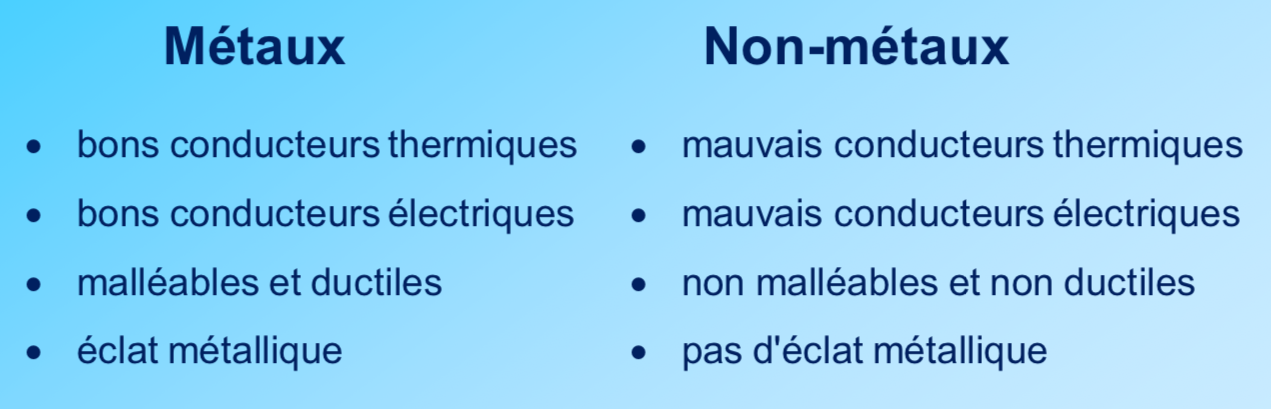 Métaux
• bons conducteurs thermiques
• bons conducteurs électriques
• malléables et ductiles
• éclat métallique
Non-métaux
• mauvais conducteurs thermiques
• mauvais conducteurs électriques
• non malléables et non ductiles
• pas d'éclat métallique